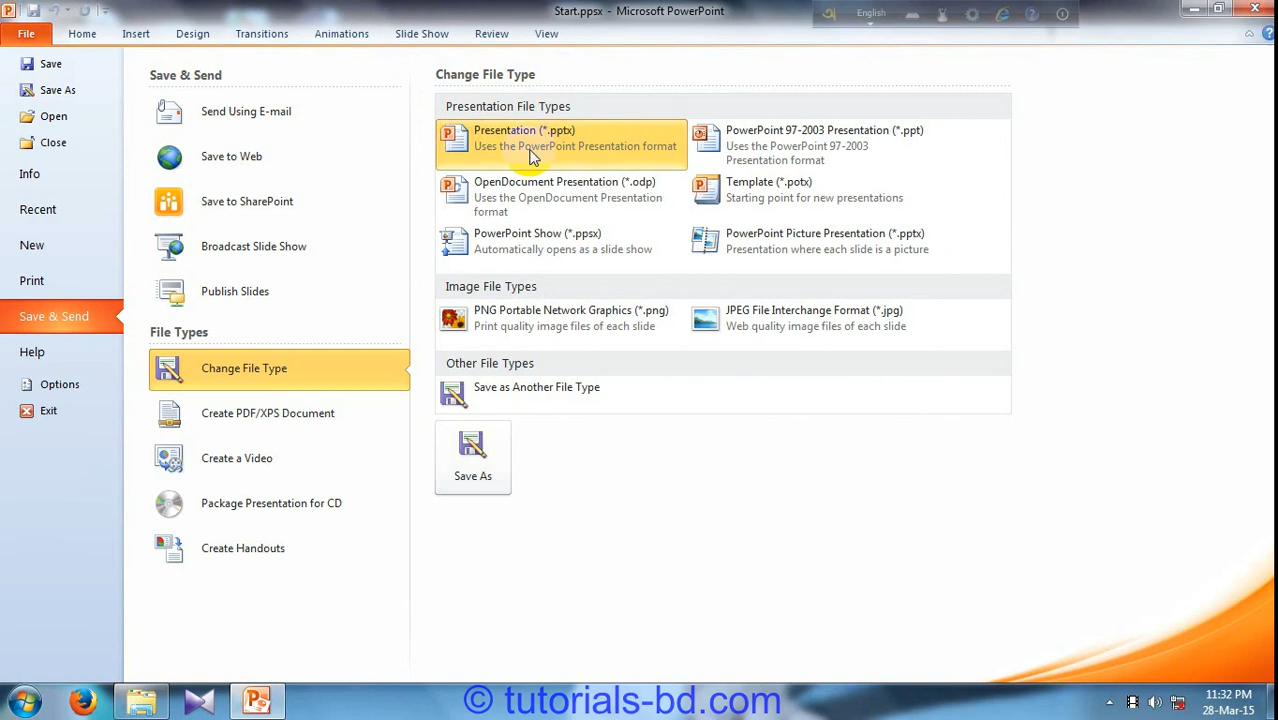 Start.ppsx - Microsoft PowerPoint
English
File Home Insert Design Transitions Animations Slide Show Review View
Save
Save As
Open
Close
Info
Recent
New
Print
Save & Send
Help
Options
Exit
Save & Send
Send Using E-mail
Save to Web
Save to SharePoint
Broadcast Slide Show
Publish Slides
File Types
Change File Type
Create PDF/XPS Document
Create a Video
Package Presentation for CD
Create Handouts
Change File Type
Presentation File Types
Presentation (*.pptx)
Uses the PowerPoint Presentation format
PowerPoint 97-2003 Presentation (*.ppt)
Uses the PowerPoint 97-2003
Presentation format
OpenDocument Presentation (*.odp)
Uses the OpenDocument Presentation
format
Template (*.potx)
Starting point for new presentations
PowerPoint Show (*.ppsx)
Automatically opens as a slide show
PowerPoint Picture Presentation (*.pptx)
Presentation where each slide is a picture
Image File Types
PNG Portable Network Graphics (*.png)
Print quality image files of each slide
JPEG File Interchange Format (*.jpg)
Web quality image files of each slide
Other File Types
Save as Another File Type
Save As
© tutorials-bd.com
11:32 PM
28-Mar-15